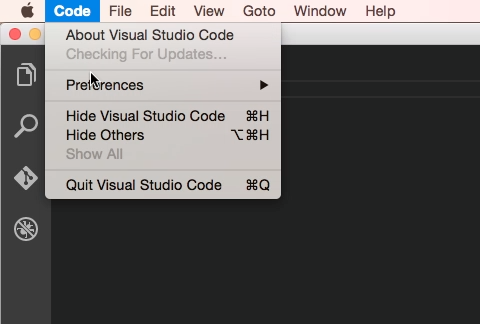 Code File Edit View Goto Window Help
About Visual Studio Code
Checking For Updates...
Preferences ▶
Hide Visual Studio Code ⌘H
Hide Others ⌥⌘H
Show All
Quit Visual Studio Code ⌘Q